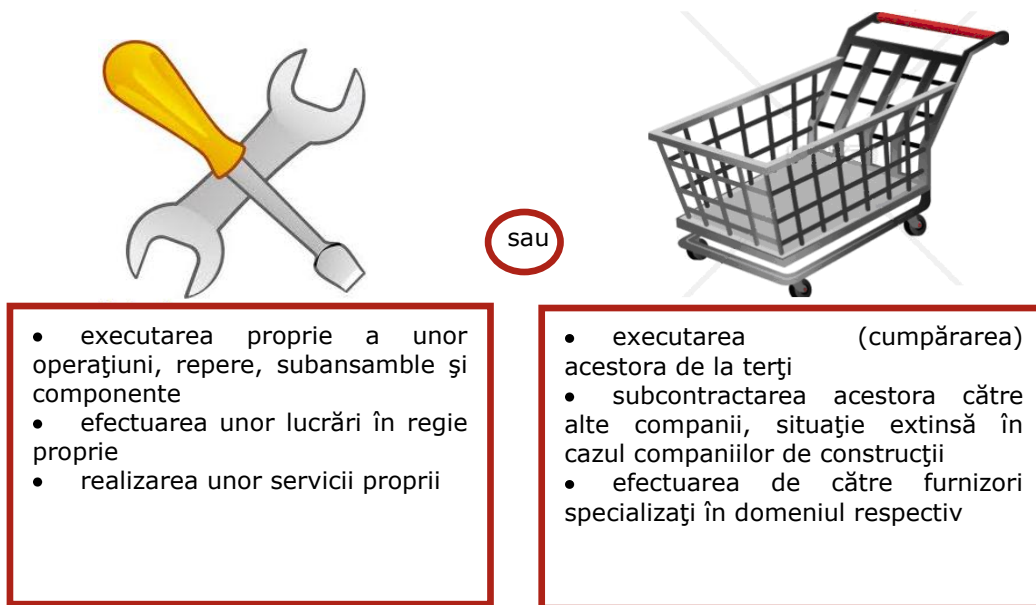 sau
• executarea proprie a unor
operaţiuni, repere, subansamble şi
componente
• efectuarea unor lucrări în regie
proprie
• realizarea unor servicii proprii
• executarea (cumpărarea)
acestora de la terţi
• subcontractarea acestora către
alte companii, situaţie extinsă în
cazul companiilor de construcţii
• efectuarea de către furnizori
specializaţi în domeniul respectiv